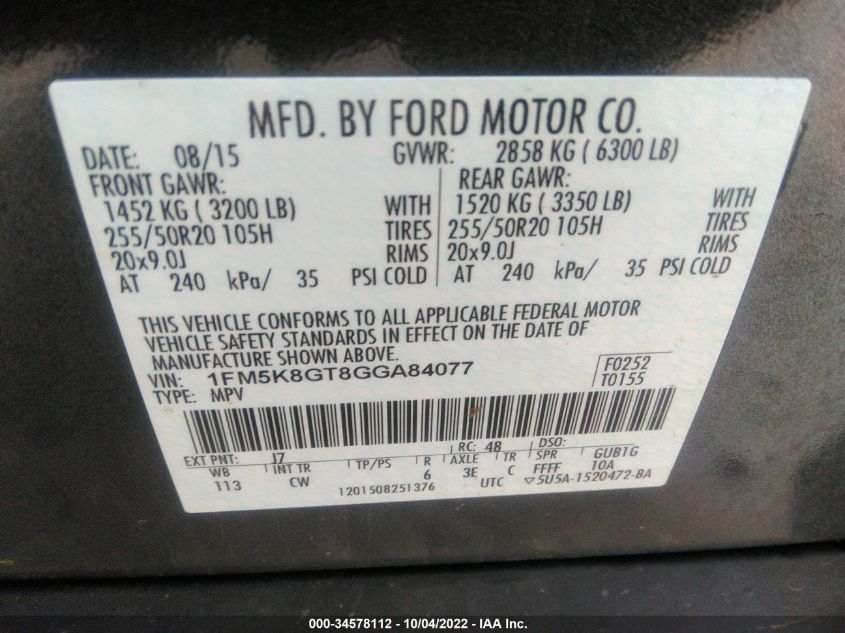 MFD. BY FORD MOTOR CO.
DATE: 08/15 GVWR: 2858 KG ( 6300 LB)
FRONT GAWR: REAR GAWR:
1452 KG ( 3200 LB) WITH 1520 KG ( 3350 LB) WITH
255/50R20 105H TIRES 255/50R20 105H TIRES
20x9.0J RIMS 20x9.0J RIMS
AT 240 kPa/ 35 PSI COLD AT 240 kPa/ 35 PSI COLD
THIS VEHICLE CONFORMS TO ALL APPLICABLE FEDERAL MOTOR
VEHICLE SAFETY STANDARDS IN EFFECT ON THE DATE OF
MANUFACTURE SHOWN ABOVE.
VIN: 1FM5K8GT8GGA84077 F0252
TYPE: MPV T0155
EXT PNT: J7 RC: 48 DSO:
WB INT TR TP/PS R AXLE TR SPR GUB1G
113 CW 6 3E C FFFF 10A
1201508251376 UTC ▽5U5A-1520472-BA
000-34578112 - 10/04/2022 - IAA Inc.